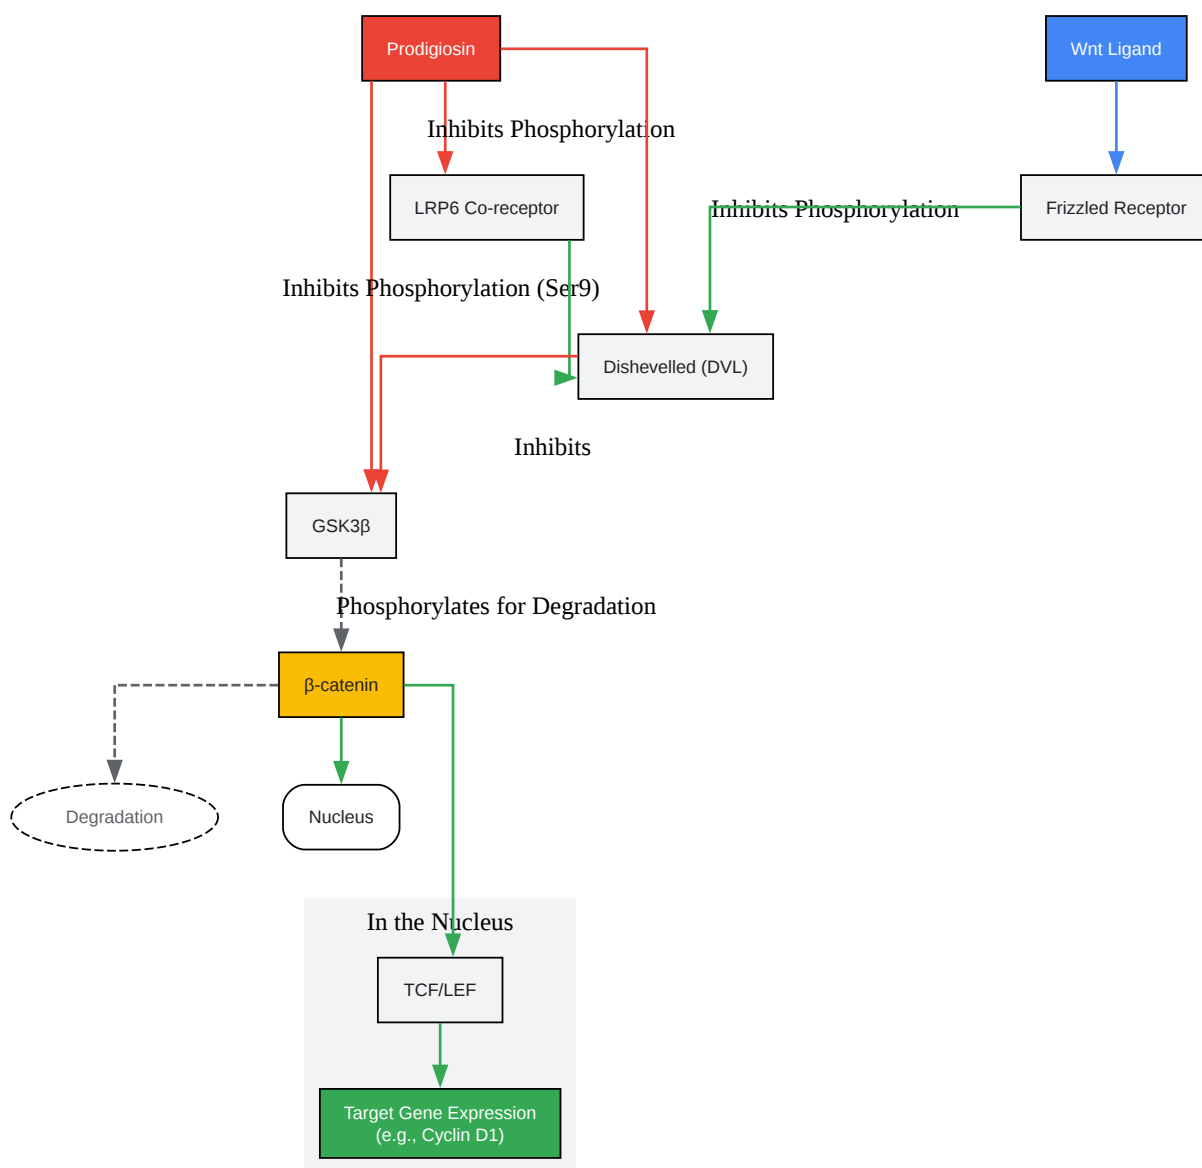 Prodigiosin
Wnt Ligand
Inhibits Phosphorylation
LRP6 Co-receptor
Inhibits Phosphorylation
Frizzled Receptor
Inhibits Phosphorylation (Ser9)
Dishevelled (DVL)
Inhibits
GSK3β
Phosphorylates for Degradation
β-catenin
Degradation
Nucleus
In the Nucleus
TCF/LEF
Target Gene Expression
(e.g., Cyclin D1)